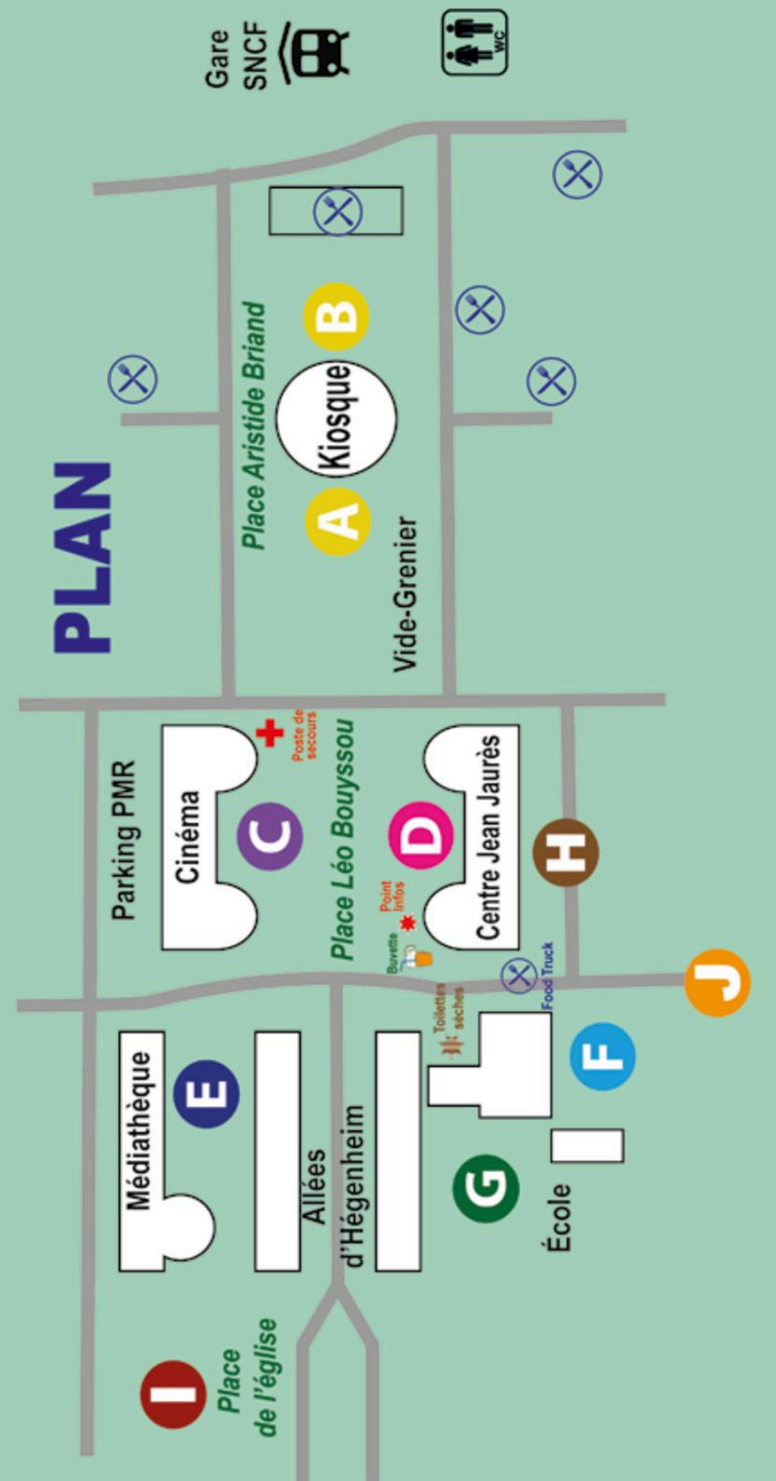 PLAN
Gare
SNCF
WC
Place Aristide Briand
B
Kiosque
A
Vide-Grenier
Parking PMR
Cinéma
C
Poste de
secours
Place Léo Bouyssou
D
Point
Infos
Buvette
Centre Jean Jaurès
H
Food Truck
J
Toilettes
sèches
Médiathèque
E
Allées
d'Hégenheim
F
G
École
I
Place
de l'église